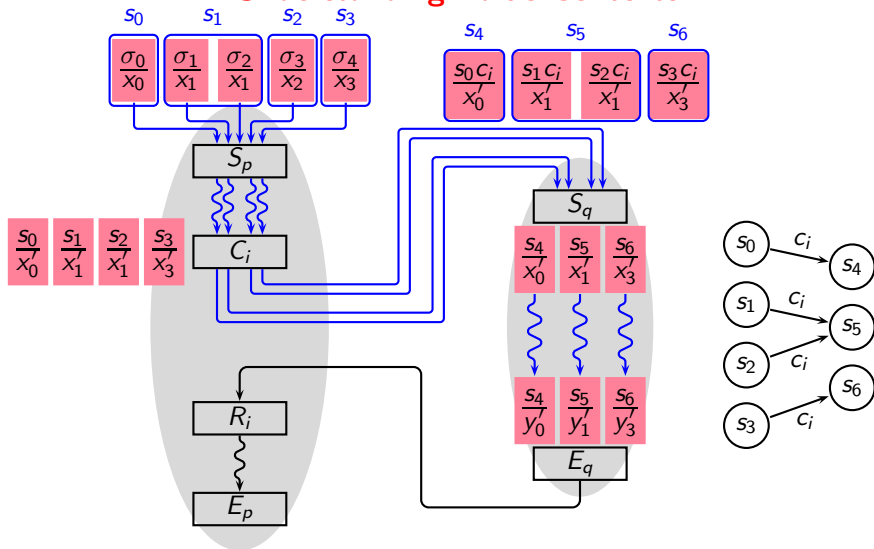 s₀ s₁ s₂ s₃ s₄ s₅ s₆
σ₀/x₀ σ₁/x₁ σ₂/x₁ σ₃/x₂ σ₄/x₃
s₀cᵢ/x′₀ s₁cᵢ/x′₁ s₂cᵢ/x′₁ s₃cᵢ/x′₃
Sₚ
S_q
s₀/x′₀ s₁/x′₁ s₂/x′₁ s₃/x′₃
Cᵢ
s₄/x′₀ s₅/x′₁ s₆/x′₃
s₀ cᵢ s₄
s₁ cᵢ s₅
s₂ cᵢ
s₃ cᵢ s₆
Rᵢ
s₄/y′₀ s₅/y′₁ s₆/y′₃
E_q
Eₚ